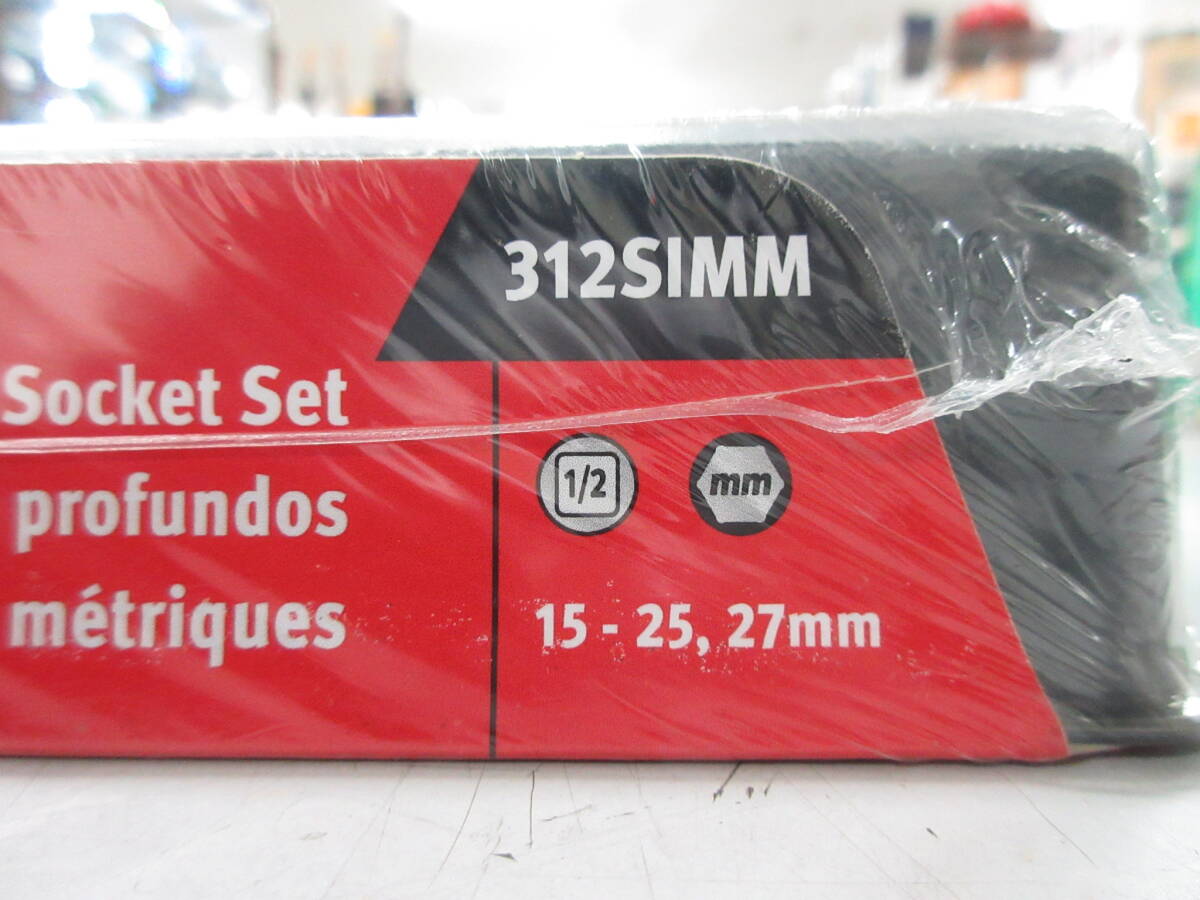 312SIMM
Socket Set
profundos
métriques
1/2
mm
15 - 25, 27mm